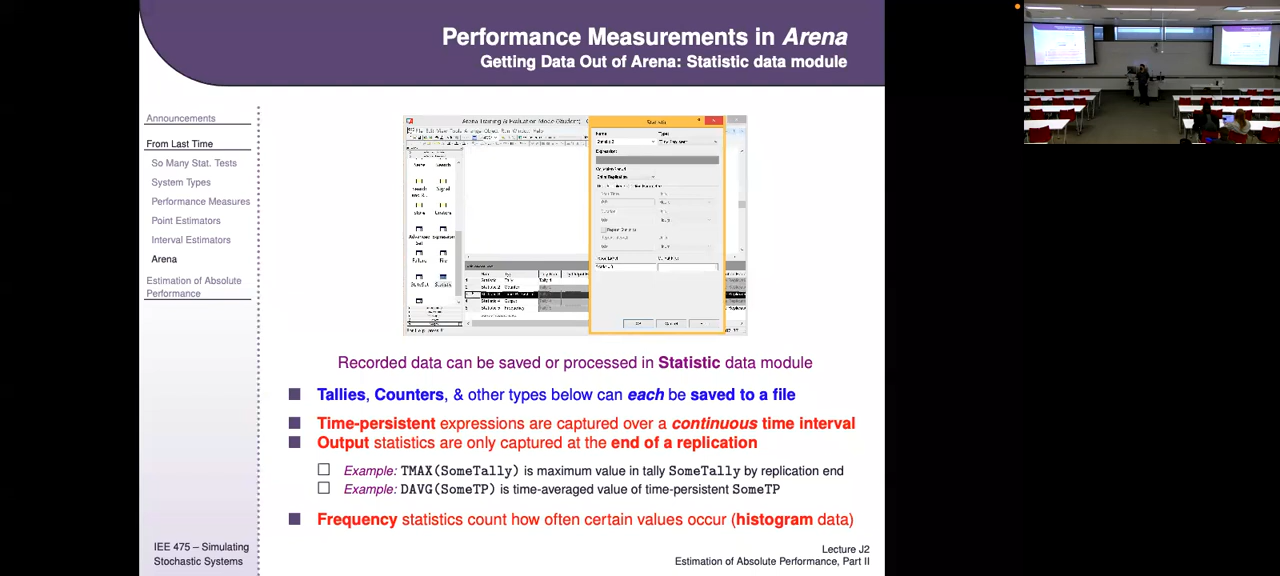 Performance Measurements in Arena
Getting Data Out of Arena: Statistic data module
Announcements
From Last Time
So Many Stat. Tests
System Types
Performance Measures
Point Estimators
Interval Estimators
Arena
Estimation of Absolute
Performance
Recorded data can be saved or processed in Statistic data module
Tallies, Counters, & other types below can each be saved to a file
Time-persistent expressions are captured over a continuous time interval
Output statistics are only captured at the end of a replication
Example: TMAX(SomeTally) is maximum value in tally SomeTally by replication end
Example: DAVG(SomeTP) is time-averaged value of time-persistent SomeTP
Frequency statistics count how often certain values occur (histogram data)
IEE 475 – Simulating
Stochastic Systems
Lecture J2
Estimation of Absolute Performance, Part II